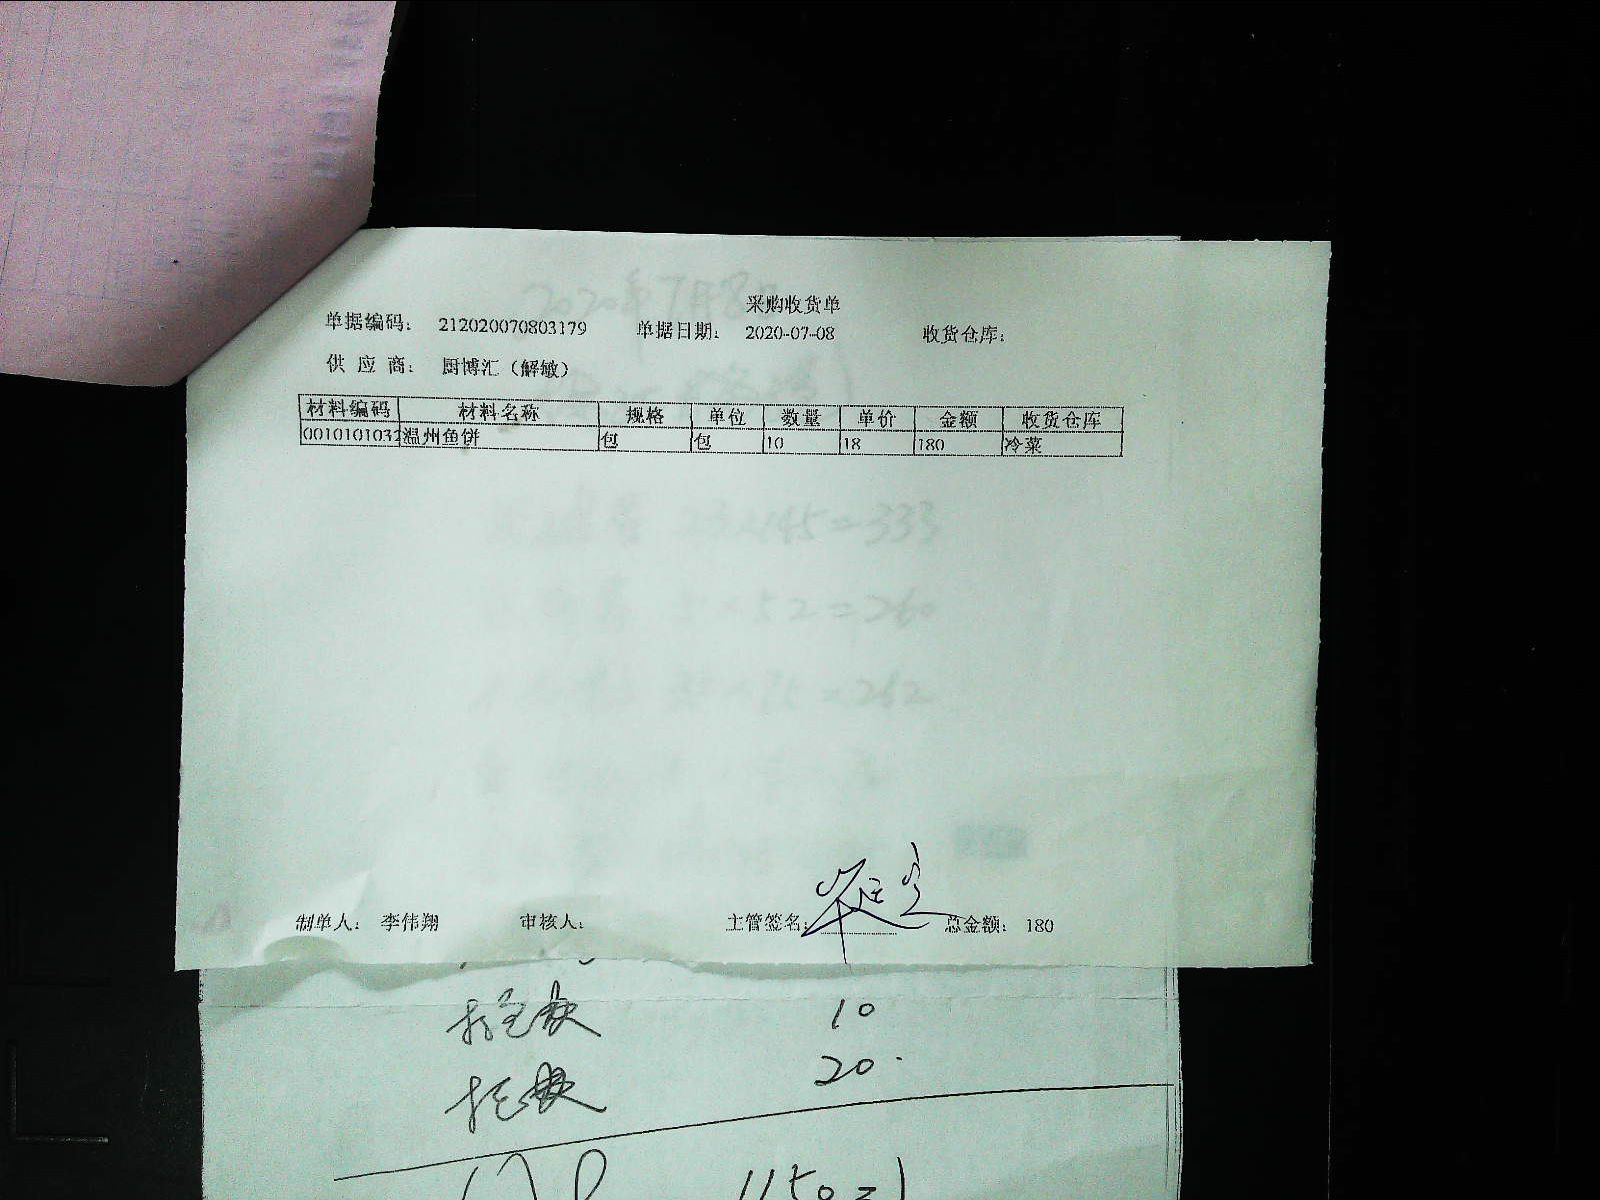 采购收货单
单据编码： 212020070803179 单据日期： 2020-07-08 收货仓库：
供 应 商： 厨博汇（解敏）
材料编码 材料名称 规格 单位 数量 单价 金额 收货仓库
0010101032 温州鱼饼 包 包 10 18 180 冷菜
制单人： 李伟翔 审核人： 主管签名： 总金额： 180
10
20